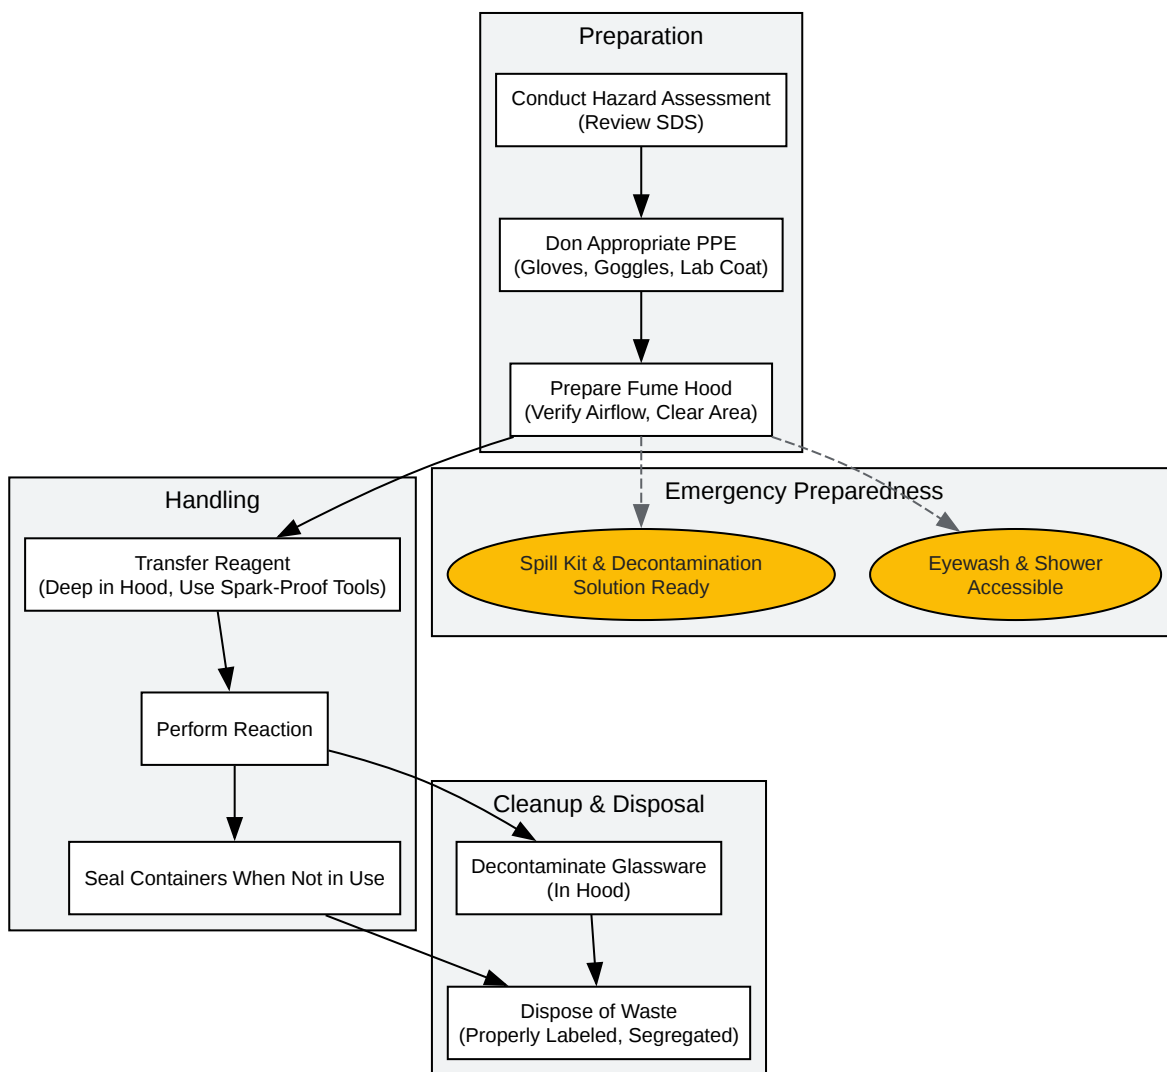 Preparation
Conduct Hazard Assessment
(Review SDS)
Don Appropriate PPE
(Gloves, Goggles, Lab Coat)
Prepare Fume Hood
(Verify Airflow, Clear Area)
Handling
Transfer Reagent
(Deep in Hood, Use Spark-Proof Tools)
Perform Reaction
Seal Containers When Not in Use
Emergency Preparedness
Spill Kit & Decontamination
Solution Ready
Eyewash & Shower
Accessible
Cleanup & Disposal
Decontaminate Glassware
(In Hood)
Dispose of Waste
(Properly Labeled, Segregated)